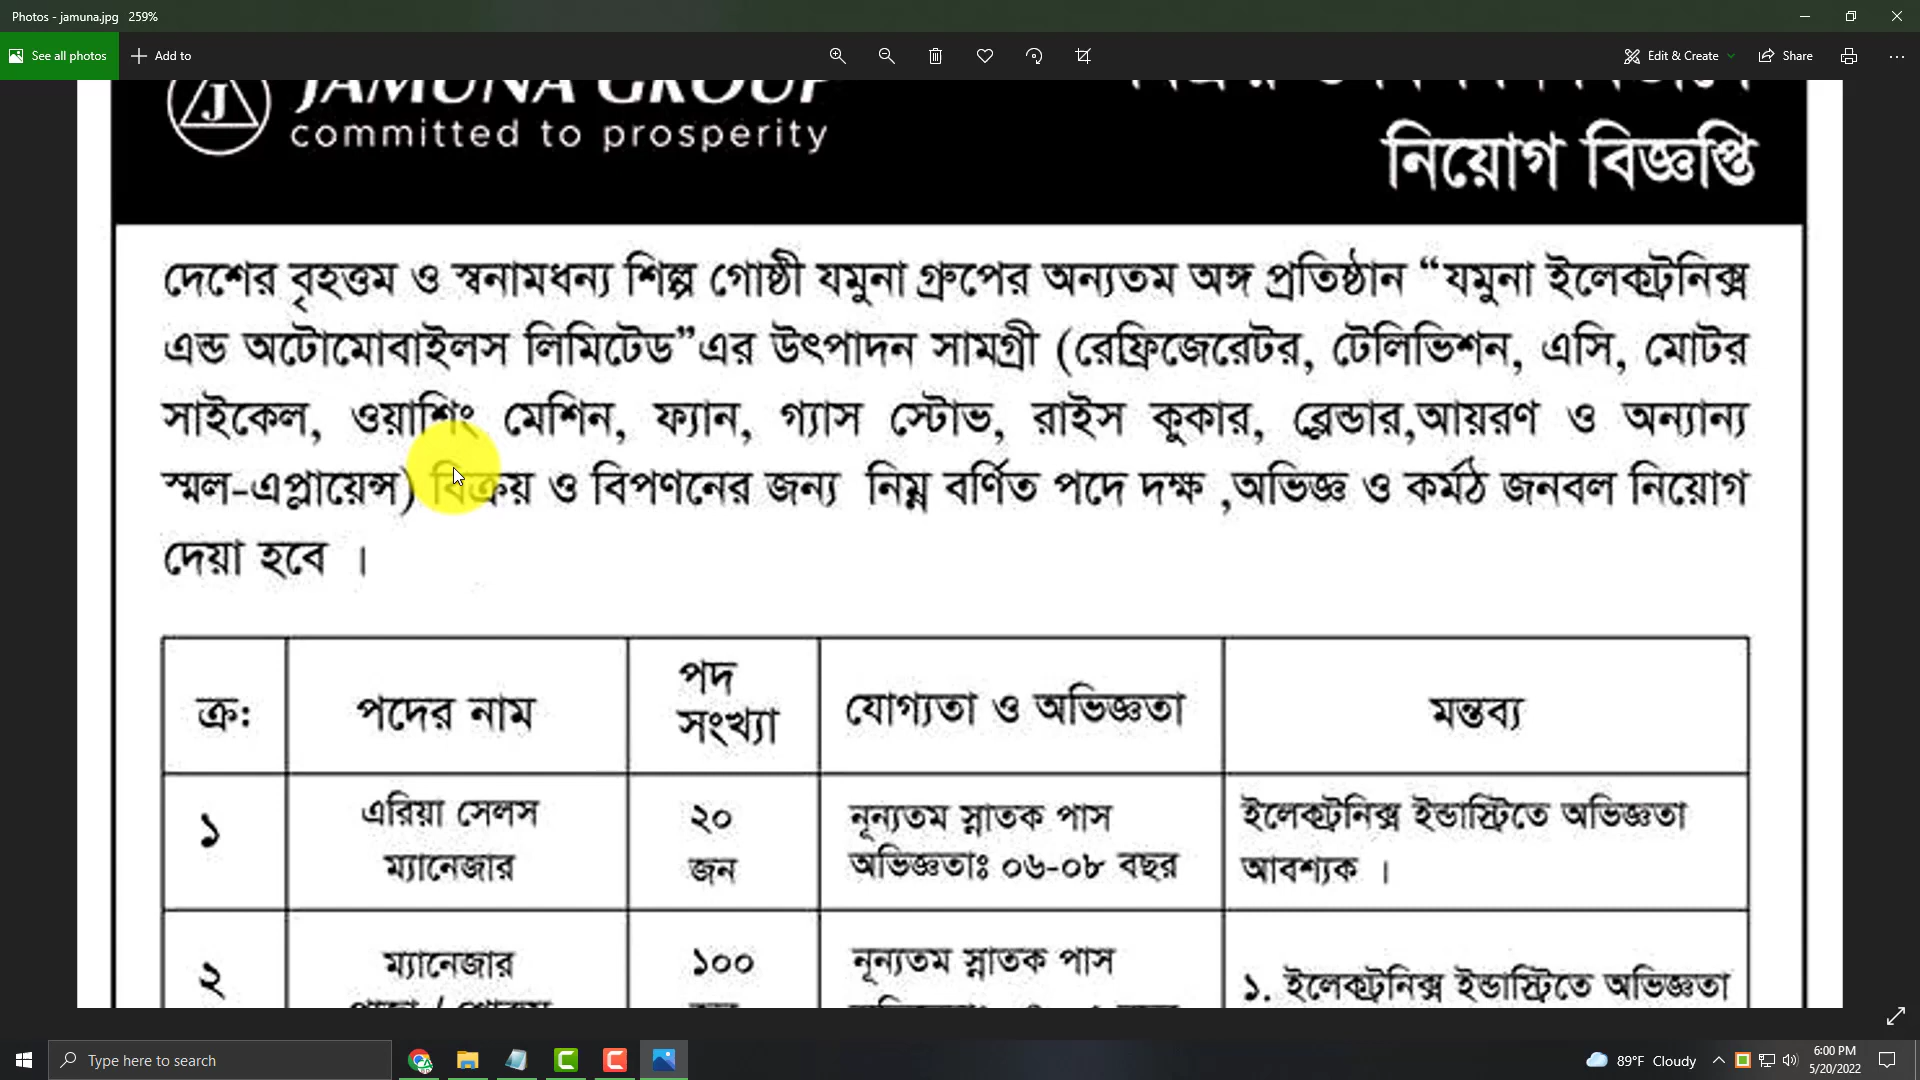 Photos - jamuna.jpg 259%
See all photos
Add to
Edit & Create
Share
JAMUNA GROUP
committed to prosperity
নিয়োগ বিজ্ঞপ্তি
দেশের বৃহত্তম ও স্বনামধন্য শিল্প গোষ্ঠী যমুনা গ্রুপের অন্যতম অঙ্গ প্রতিষ্ঠান “যমুনা ইলেকট্রনিক্স
এন্ড অটোমোবাইলস লিমিটেড”এর উৎপাদন সামগ্রী (রেফ্রিজেরেটর, টেলিভিশন, এসি, মোটর
সাইকেল, ওয়াশিং মেশিন, ফ্যান, গ্যাস স্টোভ, রাইস কুকার, ব্লেন্ডার,আয়রণ ও অন্যান্য
স্মল-এপ্লায়েন্স) বিক্রয় ও বিপণনের জন্য নিম্ন বর্ণিত পদে দক্ষ ,অভিজ্ঞ ও কর্মঠ জনবল নিয়োগ
দেয়া হবে ।
ক্র: পদের নাম পদ সংখ্যা যোগ্যতা ও অভিজ্ঞতা মন্তব্য
১ এরিয়া সেলস ম্যানেজার ২০ জন নূন্যতম স্নাতক পাস অভিজ্ঞতাঃ ০৬-০৮ বছর ইলেকট্রনিক্স ইন্ডাস্ট্রিতে অভিজ্ঞতা আবশ্যক ।
২ ম্যানেজার ১০০ নূন্যতম স্নাতক পাস ১. ইলেকট্রনিক্স ইন্ডাস্ট্রিতে অভিজ্ঞতা
Type here to search
89°F Cloudy
6:00 PM
5/20/2022